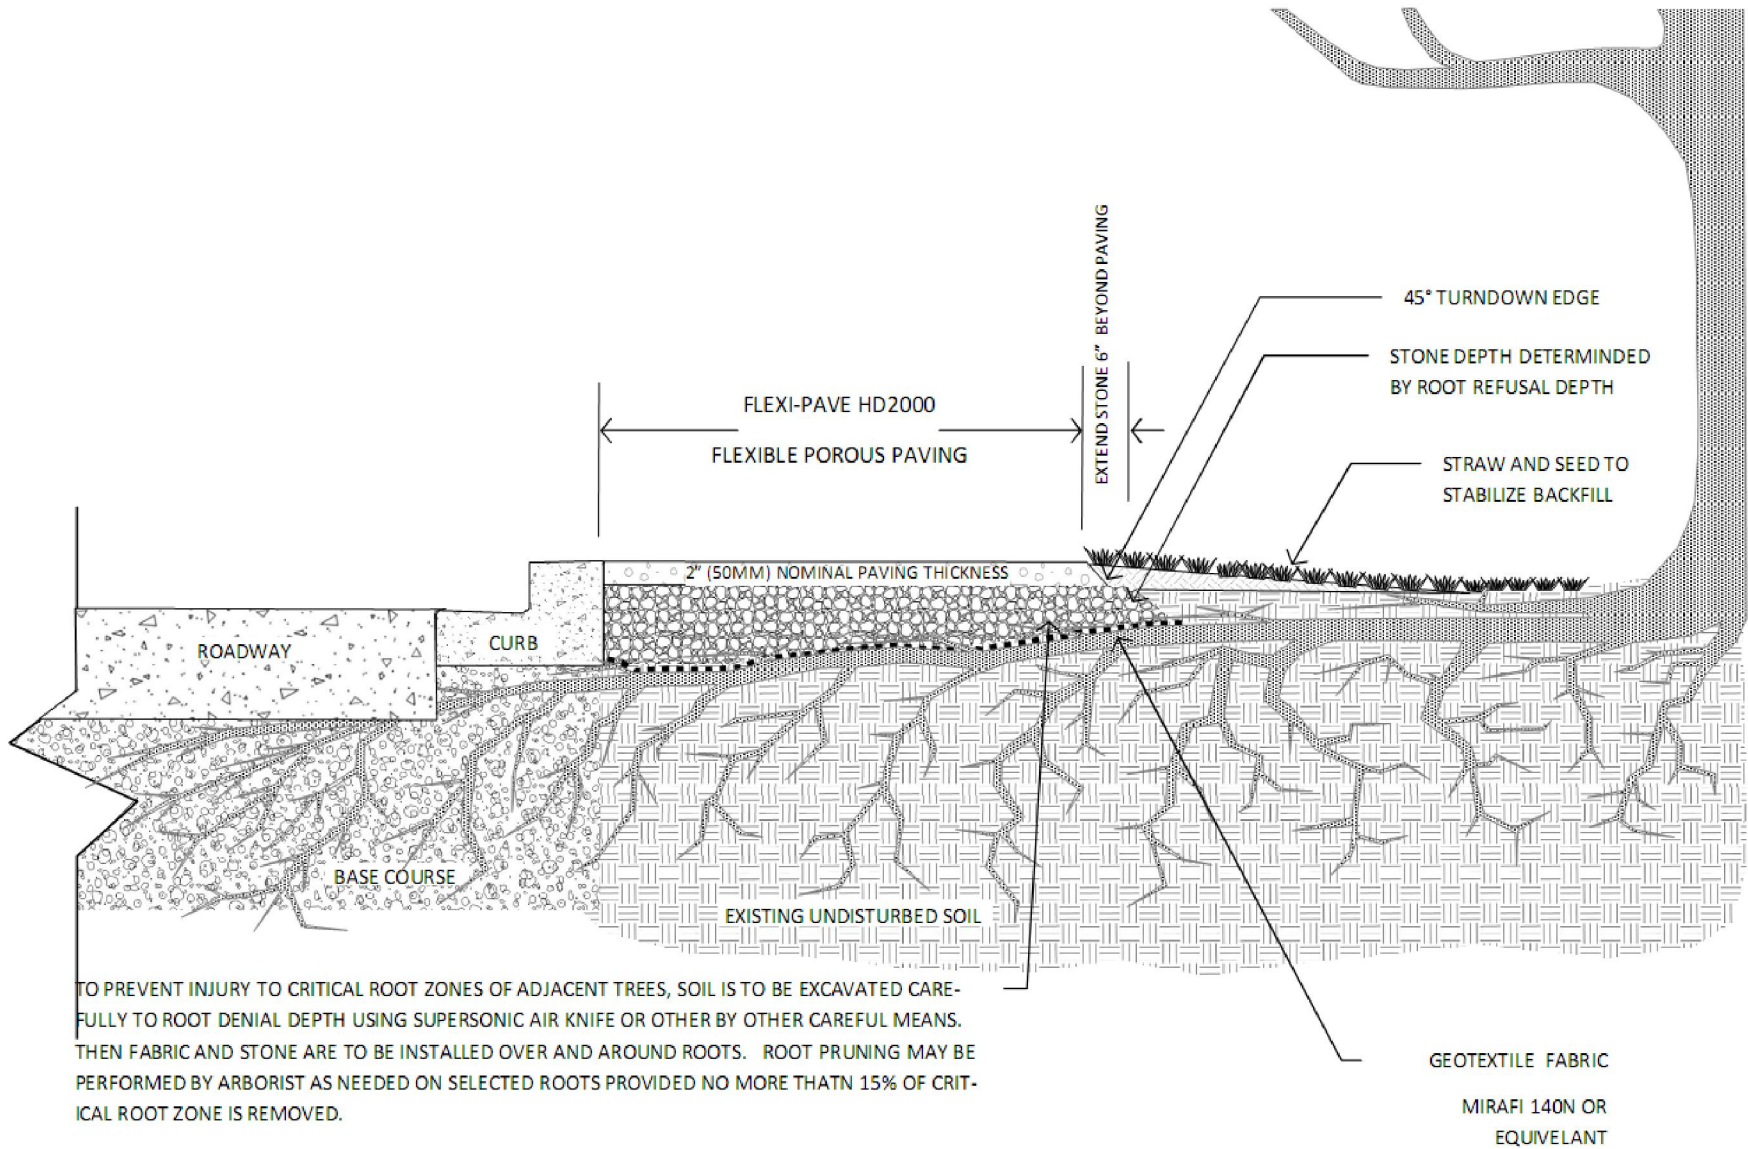 EXTEND STONE 6" BEYOND PAVING
45° TURNDOWN EDGE
STONE DEPTH DETERMINDED
BY ROOT REFUSAL DEPTH
FLEXI-PAVE HD2000
FLEXIBLE POROUS PAVING
STRAW AND SEED TO
STABILIZE BACKFILL
2" (50MM) NOMINAL PAVING THICKNESS
ROADWAY
CURB
BASE COURSE
EXISTING UNDISTURBED SOIL
TO PREVENT INJURY TO CRITICAL ROOT ZONES OF ADJACENT TREES, SOIL IS TO BE EXCAVATED CARE-
FULLY TO ROOT DENIAL DEPTH USING SUPERSONIC AIR KNIFE OR OTHER BY OTHER CAREFUL MEANS.
THEN FABRIC AND STONE ARE TO BE INSTALLED OVER AND AROUND ROOTS. ROOT PRUNING MAY BE
PERFORMED BY ARBORIST AS NEEDED ON SELECTED ROOTS PROVIDED NO MORE THATN 15% OF CRIT-
ICAL ROOT ZONE IS REMOVED.
GEOTEXTILE FABRIC
MIRAFI 140N OR
EQUIVELANT